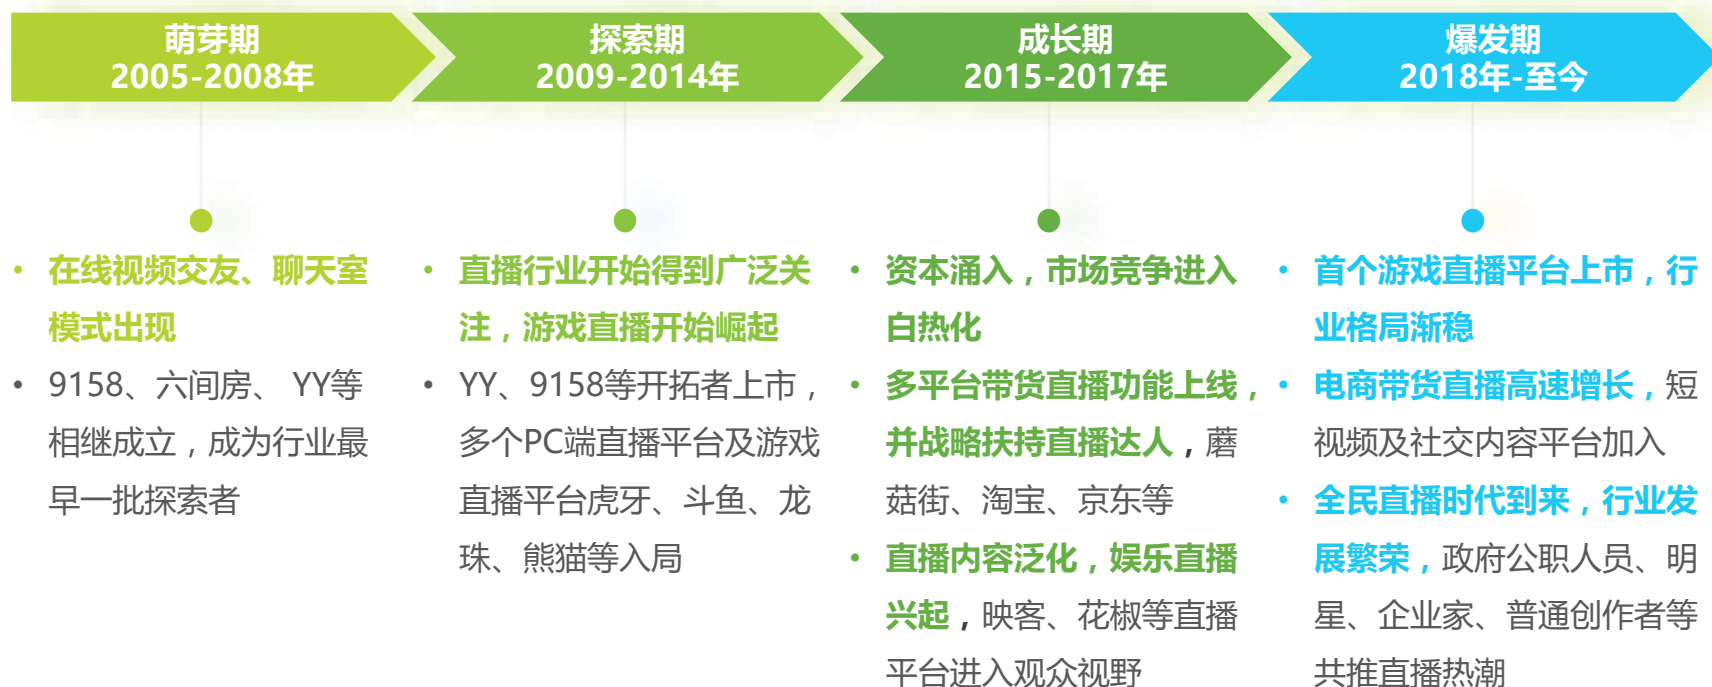 萌芽期
2005-2008年
探索期
2009-2014年
成长期
2015-2017年
爆发期
2018年-至今
• 在线视频交友、聊天室
模式出现
• 9158、六间房、 YY等
相继成立，成为行业最
早一批探索者
• 直播行业开始得到广泛关
注，游戏直播开始崛起
• YY、9158等开拓者上市，
多个PC端直播平台及游戏
直播平台虎牙、斗鱼、龙
珠、熊猫等入局
• 资本涌入，市场竞争进入
白热化
• 多平台带货直播功能上线，
并战略扶持直播达人，蘑
菇街、淘宝、京东等
• 直播内容泛化，娱乐直播
兴起，映客、花椒等直播
平台进入观众视野
• 首个游戏直播平台上市，行
业格局渐稳
• 电商带货直播高速增长，短
视频及社交内容平台加入
• 全民直播时代到来，行业发
展繁荣，政府公职人员、明
星、企业家、普通创作者等
共推直播热潮